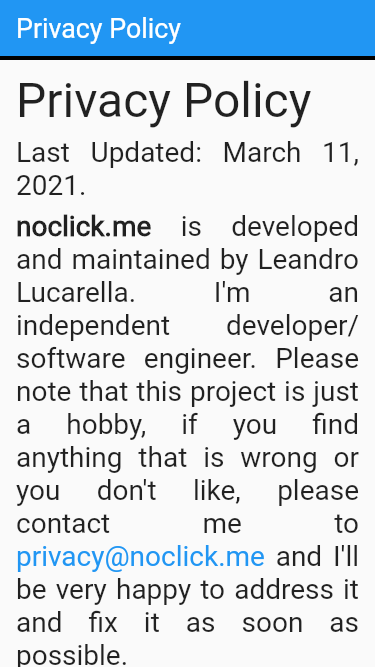 Privacy Policy
Privacy Policy
Last Updated: March 11,
2021.
noclick.me is developed
and maintained by Leandro
Lucarella. I'm an
independent developer/
software engineer. Please
note that this project is just
a hobby, if you find
anything that is wrong or
you don't like, please
contact me to
privacy@noclick.me and I'll
be very happy to address it
and fix it as soon as
possible.